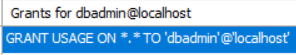 Grants for dbadmin@localhost
GRANT USAGE ON *.* TO 'dbadmin'@'localhost'